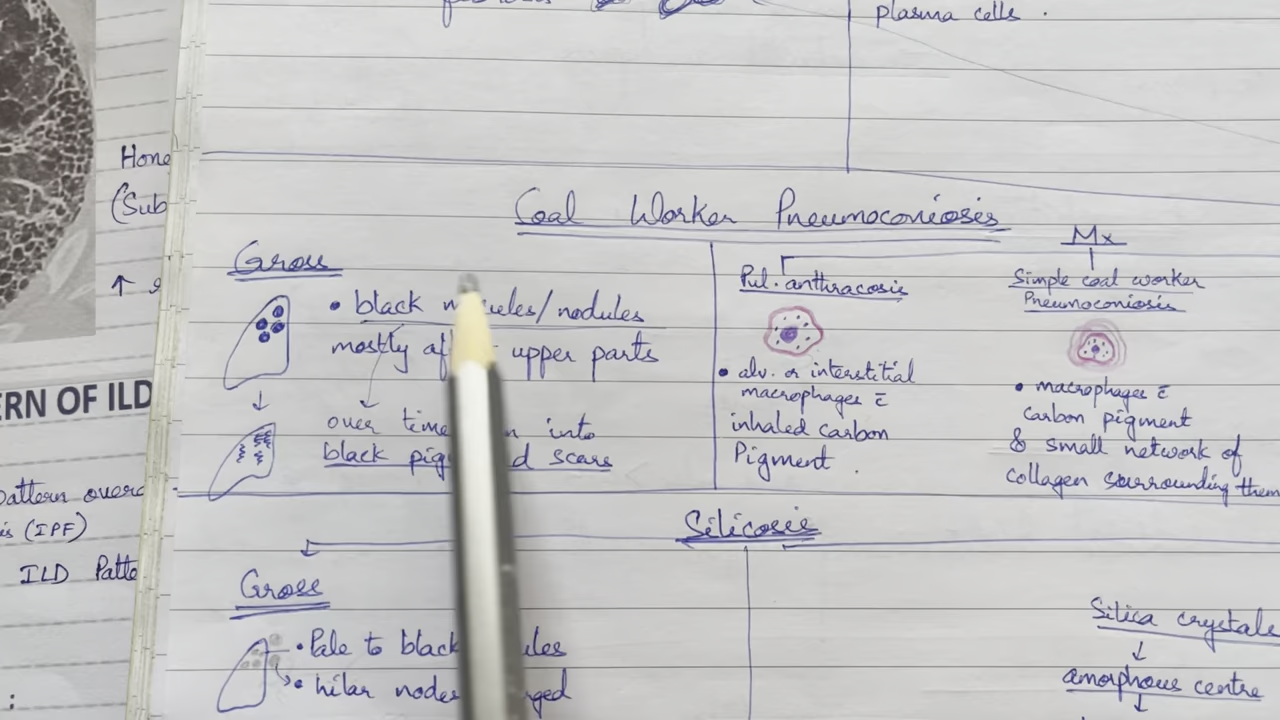 plasma cells .
Hone
(Sub
ERN OF ILD
pattern overa
is (IPF)
ILD Patte
Coal Worker Pneumoconiosis
Gross
• black nodules
mostly upper parts
over time into
black scars
Pul. anthracosis
• alv. or interstitial
macrophages c̄
inhaled carbon
Pigment .
Mx
Simple coal worker
Pneumoconiosis
• macrophages c̄
carbon pigment
& small network of
collagen surrounding them
Silicosis
Gross
• Pale to black
• hilar
Silica crystals
↓
amorphous centre
↓